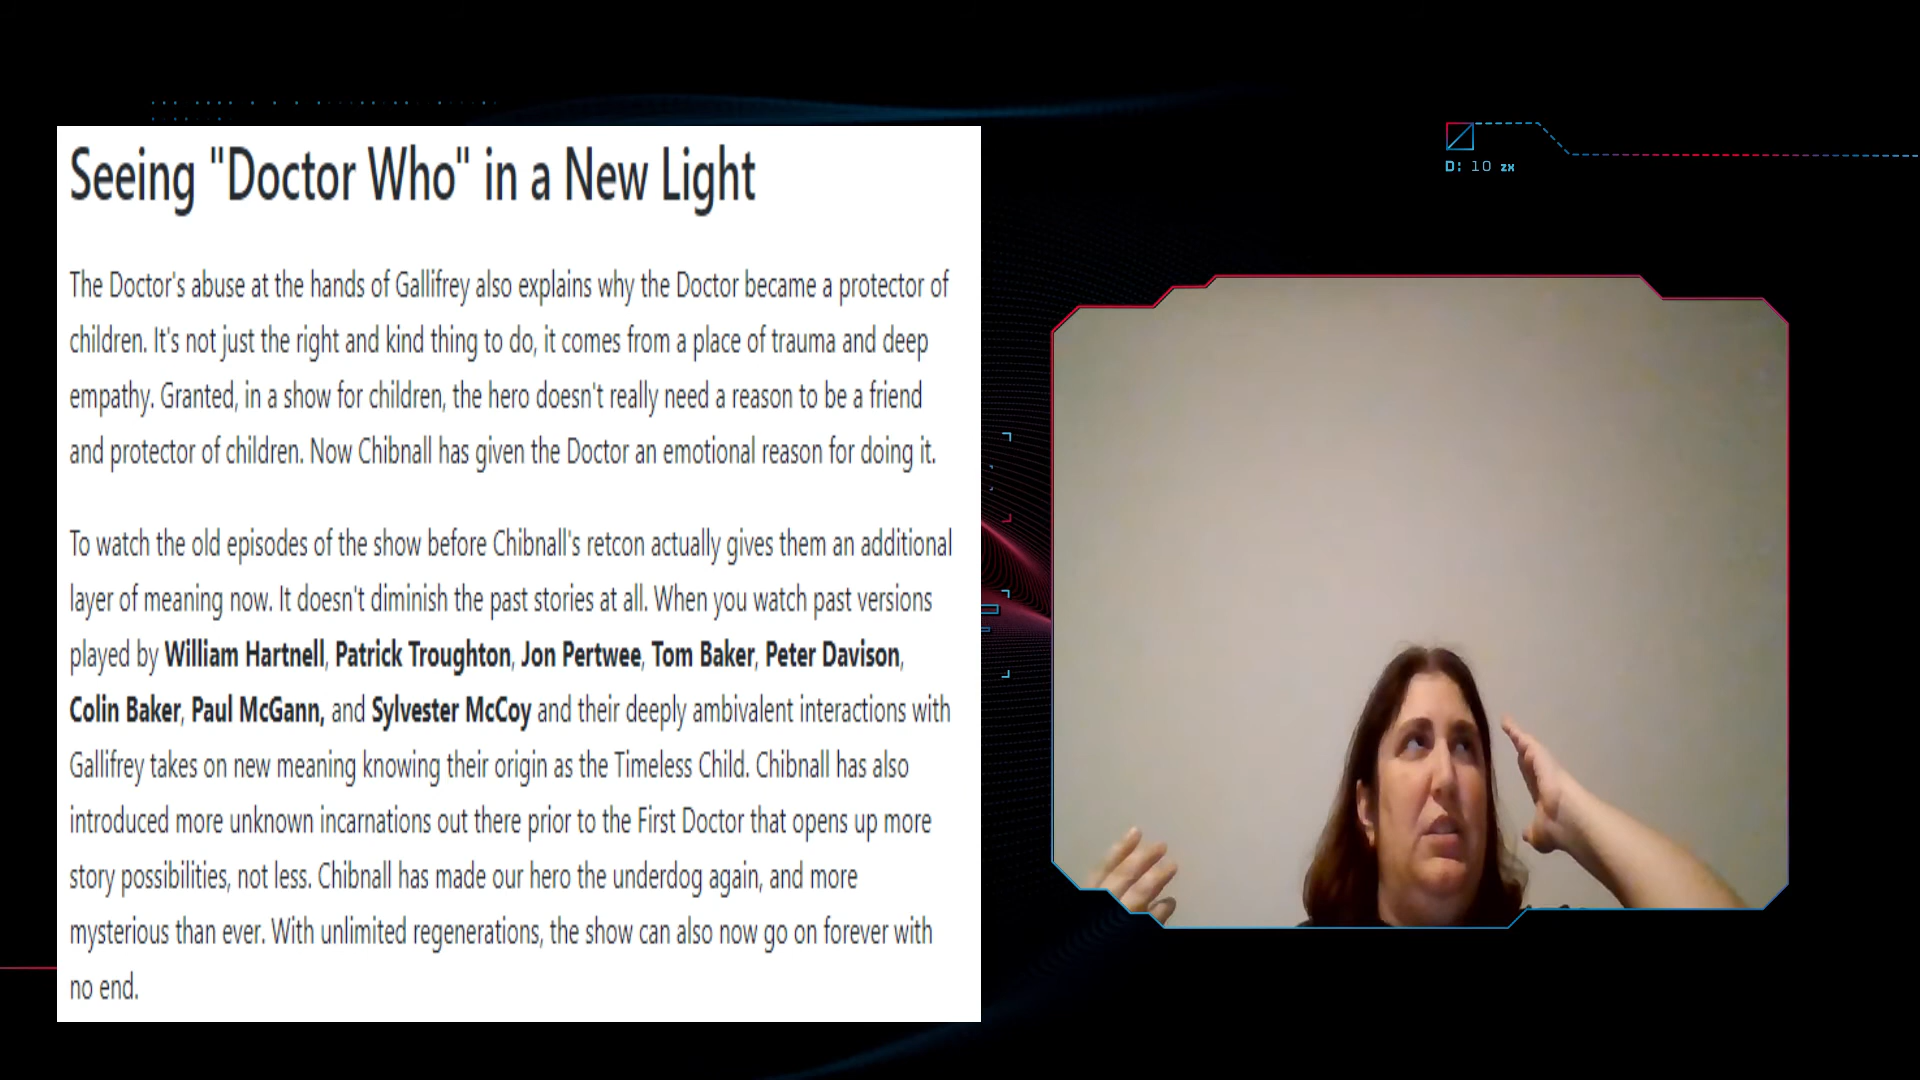 Seeing "Doctor Who" in a New Light
The Doctor's abuse at the hands of Gallifrey also explains why the Doctor became a protector of
children. It's not just the right and kind thing to do, it comes from a place of trauma and deep
empathy. Granted, in a show for children, the hero doesn't really need a reason to be a friend
and protector of children. Now Chibnall has given the Doctor an emotional reason for doing it.
To watch the old episodes of the show before Chibnall's retcon actually gives them an additional
layer of meaning now. It doesn't diminish the past stories at all. When you watch past versions
played by William Hartnell, Patrick Troughton, Jon Pertwee, Tom Baker, Peter Davison,
Colin Baker, Paul McGann, and Sylvester McCoy and their deeply ambivalent interactions with
Gallifrey takes on new meaning knowing their origin as the Timeless Child. Chibnall has also
introduced more unknown incarnations out there prior to the First Doctor that opens up more
story possibilities, not less. Chibnall has made our hero the underdog again, and more
mysterious than ever. With unlimited regenerations, the show can also now go on forever with
no end.
D: 10 zx